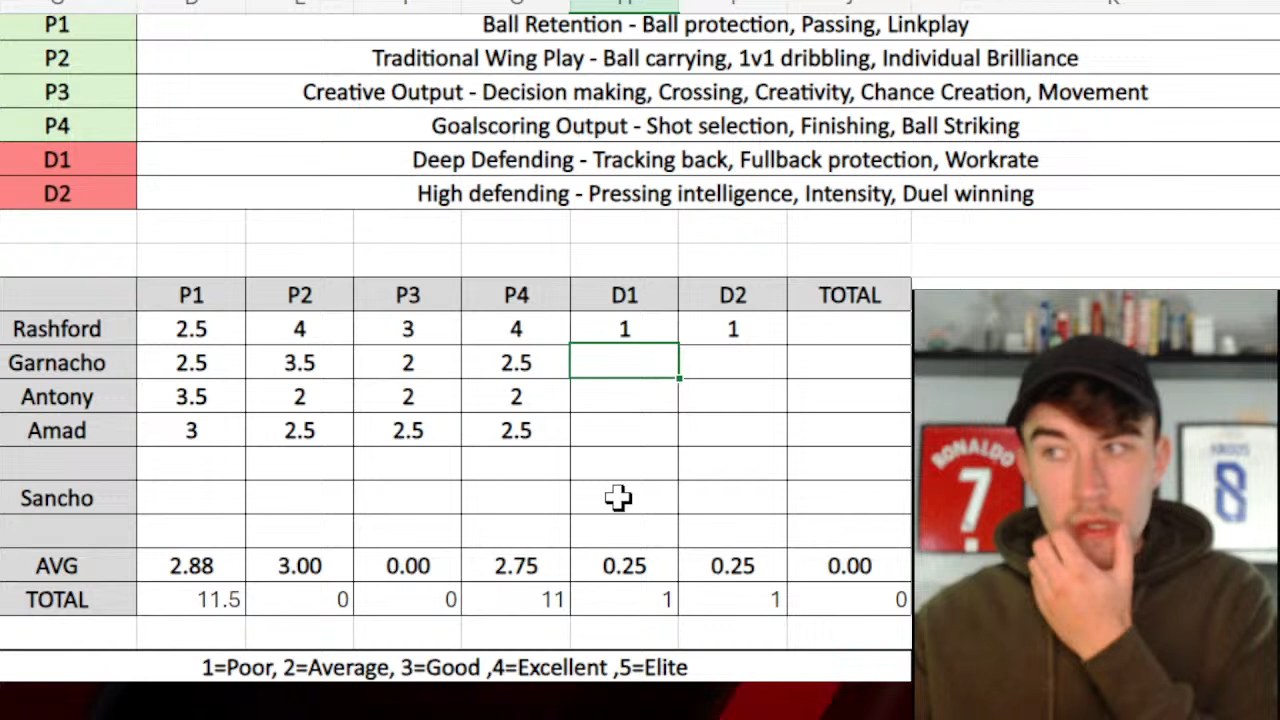 P1 Ball Retention - Ball protection, Passing, Linkplay
P2 Traditional Wing Play - Ball carrying, 1v1 dribbling, Individual Brilliance
P3 Creative Output - Decision making, Crossing, Creativity, Chance Creation, Movement
P4 Goalscoring Output - Shot selection, Finishing, Ball Striking
D1 Deep Defending - Tracking back, Fullback protection, Workrate
D2 High defending - Pressing intelligence, Intensity, Duel winning
P1 P2 P3 P4 D1 D2 TOTAL
Rashford 2.5 4 3 4 1 1
Garnacho 2.5 3.5 2 2.5
Antony 3.5 2 2 2
Amad 3 2.5 2.5 2.5
Sancho
AVG 2.88 3.00 0.00 2.75 0.25 0.25 0.00
TOTAL 11.5 0 0 11 1 1 0
1=Poor, 2=Average, 3=Good ,4=Excellent ,5=Elite
RONALDO
7
KROOS
8